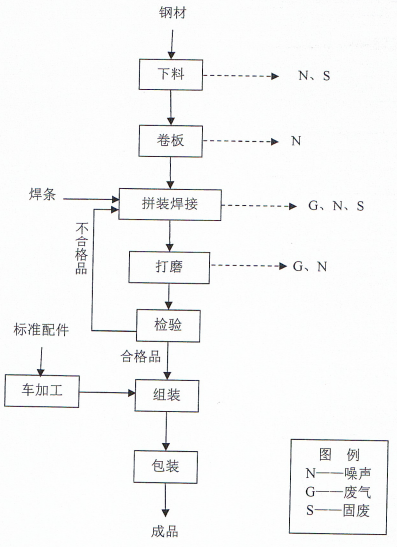 钢材
下料
N、S
卷板
N
焊条
拼装焊接
G、N、S
不合格品
打磨
G、N
检验
标准配件
合格品
车加工
组装
包装
成品
图 例
N——噪声
G——废气
S——固废